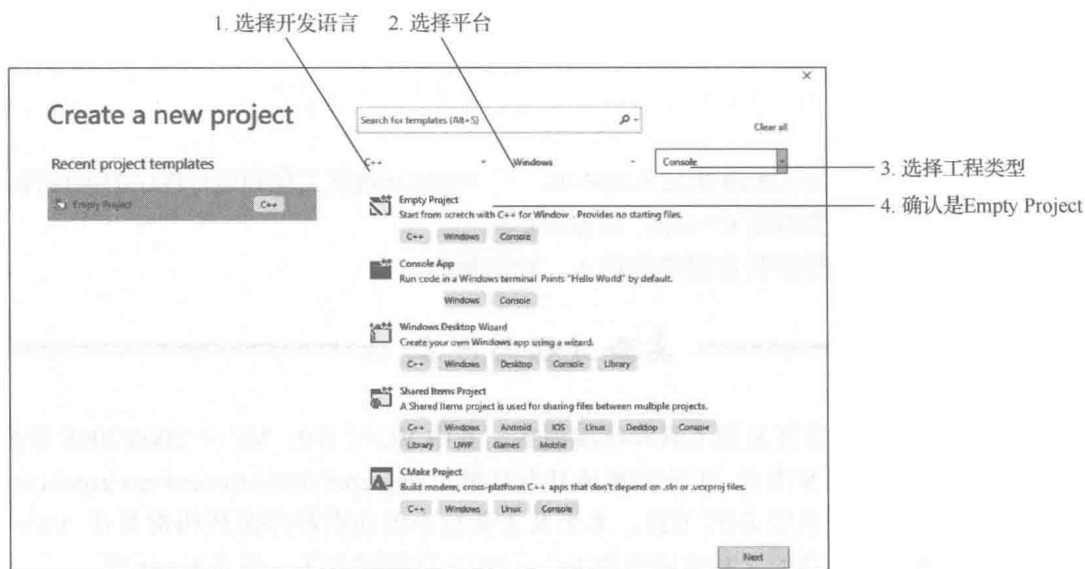 1. 选择开发语言 2. 选择平台
×
Create a new project
Search for templates (Alt+S)
Clear all
Recent project templates
C++ Windows Console
3. 选择工程类型
Empty Project C++
Empty Project
4. 确认是Empty Project
Start from scratch with C++ for Window . Provides no starting files.
C++ Windows Console
Console App
Run code in a Windows terminal Prints "Hello World" by default.
Windows Console
Windows Desktop Wizard
Create your own Windows app using a wizard.
C++ Windows Desktop Console Library
Shared Items Project
A Shared Items project is used for sharing files between multiple projects.
C++ Windows Android iOS Linux Desktop Console
Library UWP Games Mobile
CMake Project
Build modern, cross-platform C++ apps that don't depend on .sln or .vcxproj files.
C++ Windows Linux Console
Next